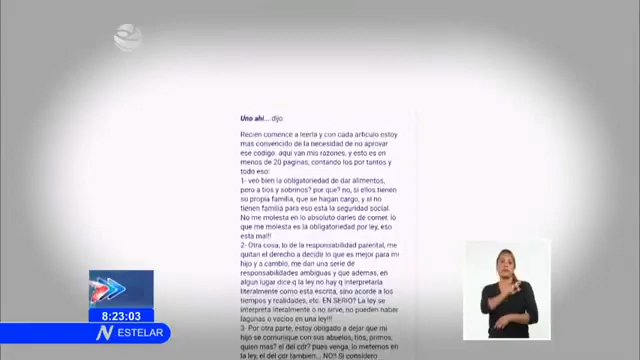 Uno ahi... dijo:
Recien comence a leerla y con cada articulo estoy
mas convencido de la necesidad de no aprovar
ese codigo. aqui van mis razones, y esto es en
menos de 20 paginas, contando los por tantos y
todo eso:
1- veo bien la obligatoriedad de dar alimentos,
pero a tios y sobrinos? por que? no, si ellos tienen
su propia familia, que se hagan cargo, y si no
tienen familia para eso esta la seguridad social.
No me molesta en lo absoluto darles de comer, lo
que me molesta es la obligatoriedad por ley, eso
esta mal!!!
2- Otra cosa, lo de la responsabilidad parental, me
quitan el derecho a decidir lo que es mejor para mi
hijo y a cambio, me dan una serie de
responsabilidades ambiguas y que ademas, en
algun lugar dice q la ley no hay q interpretarla
literalmente como esta escrita, sino acorde a los
tiempos y realidades, etc. EN SERIO? La ley se
interpreta literalmente o no sirve, no pueden haber
lagunas o vacios en una ley!!!
3- Por otra parte, estoy obligado a dejar que mi
hijo se comunique con sus abuelos, tios, primos,
quien mas? el del cdr? pues venga, lo metemos en
la ley, el del cdr tambien... NO!! Si considero
8:23:03
N ESTELAR